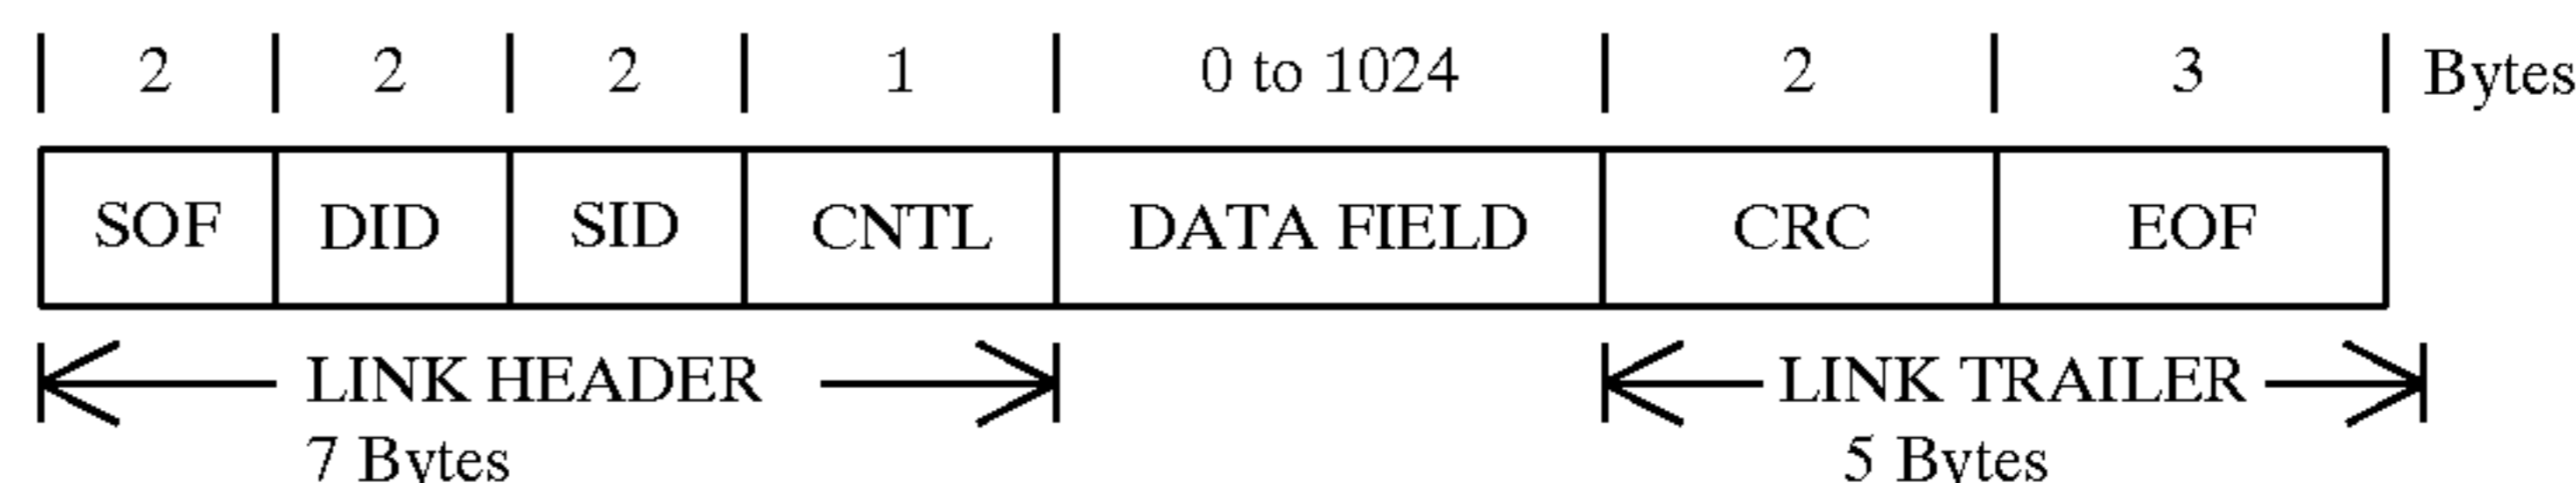 2 2 2 1 0 to 1024 2 3 Bytes
SOF DID SID CNTL DATA FIELD CRC EOF
LINK HEADER LINK TRAILER
7 Bytes 5 Bytes